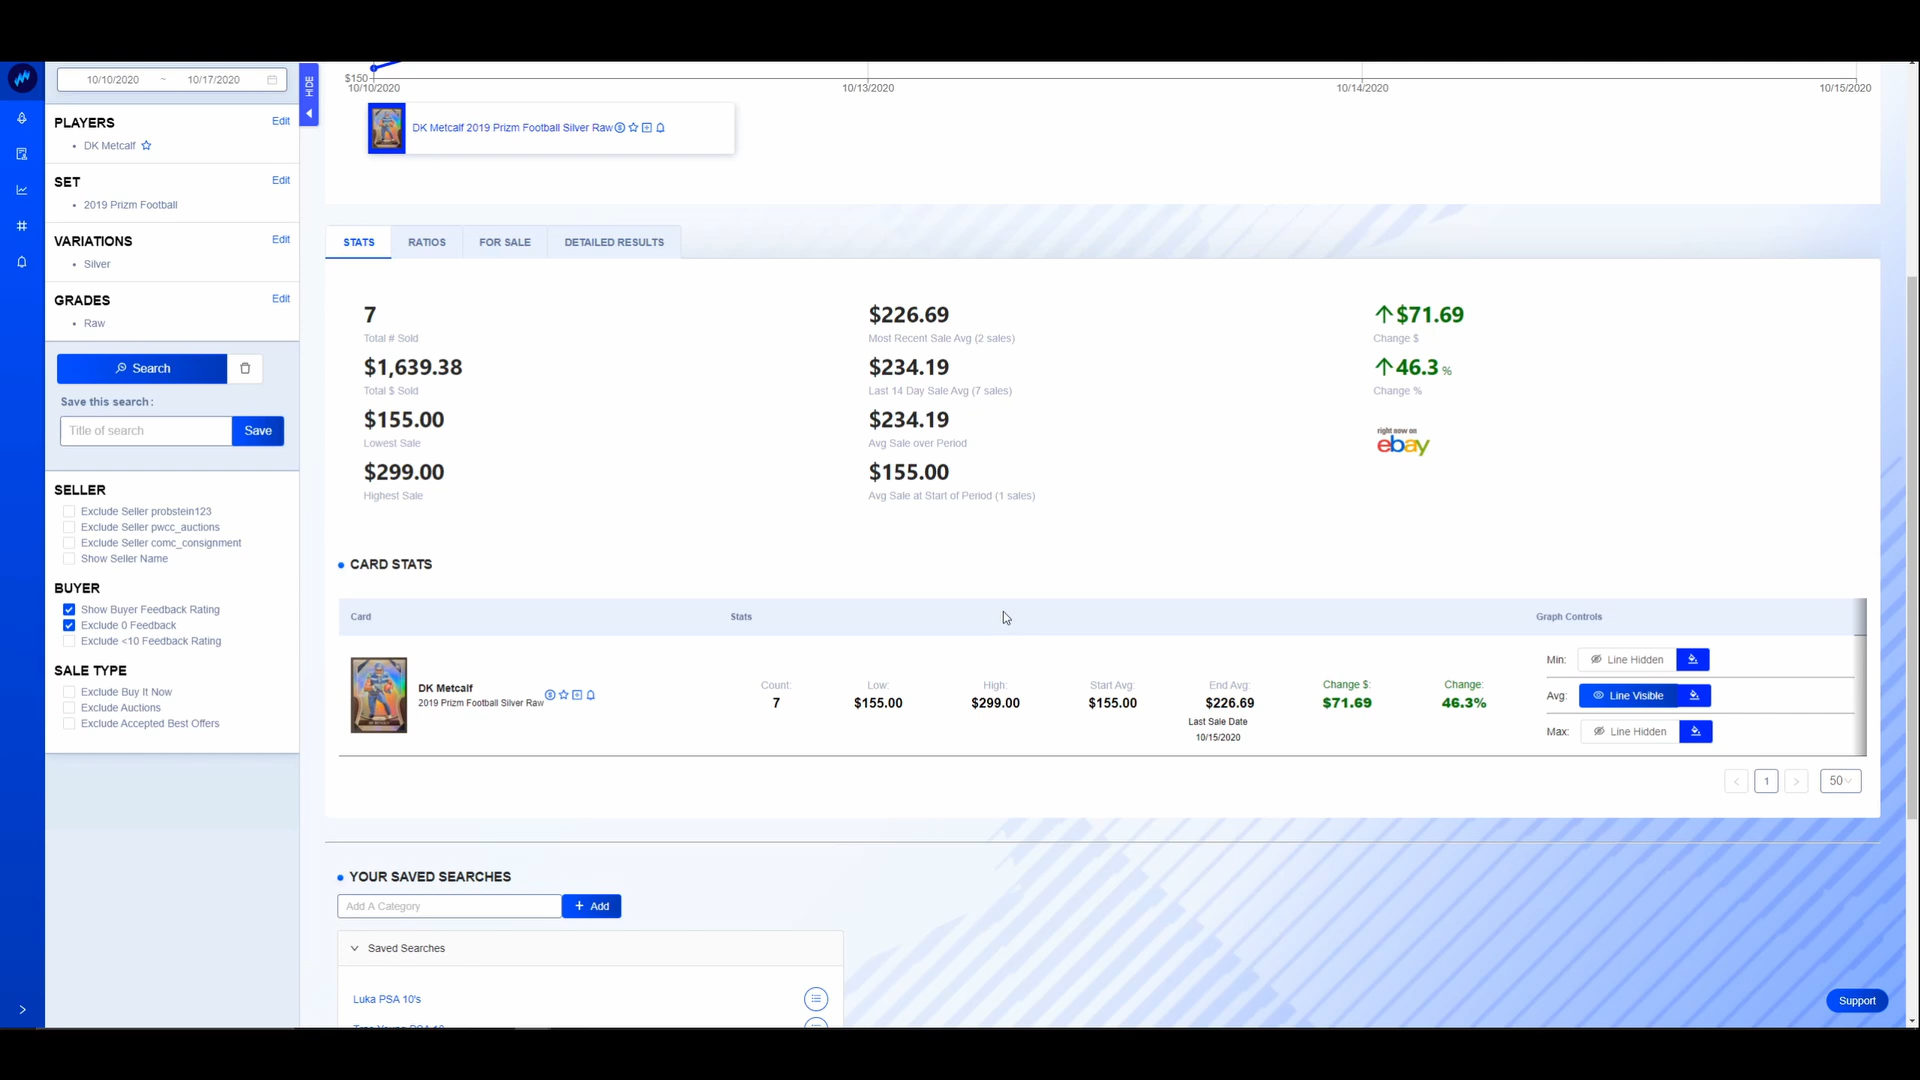 10/10/2020 ~ 10/17/2020
HIDE
PLAYERS Edit
DK Metcalf
SET Edit
2019 Prizm Football
VARIATIONS Edit
Silver
GRADES Edit
Raw
Search
Save this search:
Title of search Save
SELLER
Exclude Seller probstein123
Exclude Seller pwcc_auctions
Exclude Seller comc_consignment
Show Seller Name
BUYER
Show Buyer Feedback Rating
Exclude 0 Feedback
Exclude <10 Feedback Rating
SALE TYPE
Exclude Buy It Now
Exclude Auctions
Exclude Accepted Best Offers
$150
10/10/2020 10/13/2020 10/14/2020 10/15/2020
DK Metcalf 2019 Prizm Football Silver Raw
STATS RATIOS FOR SALE DETAILED RESULTS
7
Total # Sold
$1,639.38
Total $ Sold
$155.00
Lowest Sale
$299.00
Highest Sale
$226.69
Most Recent Sale Avg (2 sales)
$234.19
Last 14 Day Sale Avg (7 sales)
$234.19
Avg Sale over Period
$155.00
Avg Sale at Start of Period (1 sales)
$71.69
Change $
46.3 %
Change %
right now on
ebay
CARD STATS
Card Stats Graph Controls
DK Metcalf
2019 Prizm Football Silver Raw
Count: Low: High: Start Avg: End Avg: Change $: Change:
7 $155.00 $299.00 $155.00 $226.69 $71.69 46.3%
Last Sale Date
10/15/2020
Min: Line Hidden
Avg: Line Visible
Max: Line Hidden
< 1 > 50
YOUR SAVED SEARCHES
Add A Category + Add
Saved Searches
Luka PSA 10's
Support